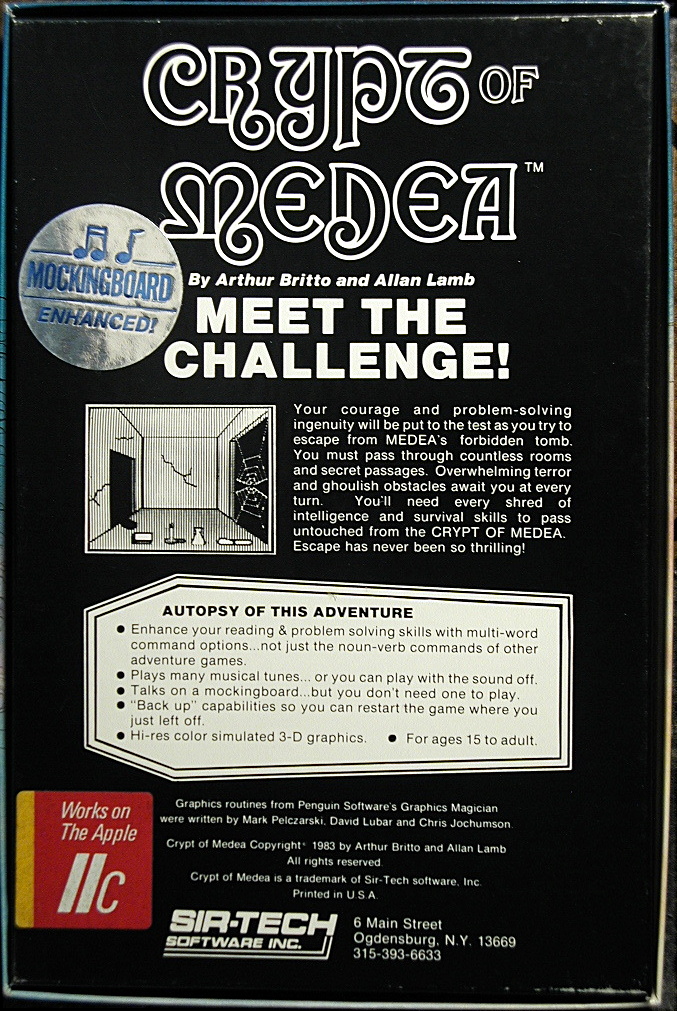 CRYPT OF
MEDEA™
MOCKINGBOARD
ENHANCED!
By Arthur Britto and Allan Lamb
MEET THE
CHALLENGE!
Your courage and problem-solving
ingenuity will be put to the test as you try to
escape from MEDEA's forbidden tomb.
You must pass through countless rooms
and secret passages. Overwhelming terror
and ghoulish obstacles await you at every
turn. You'll need every shred of
intelligence and survival skills to pass
untouched from the CRYPT OF MEDEA.
Escape has never been so thrilling!
AUTOPSY OF THIS ADVENTURE
● Enhance your reading & problem solving skills with multi-word
command options...not just the noun-verb commands of other
adventure games.
● Plays many musical tunes... or you can play with the sound off.
● Talks on a mockingboard...but you don't need one to play.
● "Back up" capabilities so you can restart the game where you
just left off.
● Hi-res color simulated 3-D graphics. ● For ages 15 to adult.
Works on
The Apple
IIc
Graphics routines from Penguin Software's Graphics Magician
were written by Mark Pelczarski, David Lubar and Chris Jochumson.
Crypt of Medea Copyright 1983 by Arthur Britto and Allan Lamb
All rights reserved.
Crypt of Medea is a trademark of Sir-Tech software, Inc.
Printed in U.S.A.
SIR-TECH
SOFTWARE INC.
6 Main Street
Ogdensburg, N.Y. 13669
315-393-6633